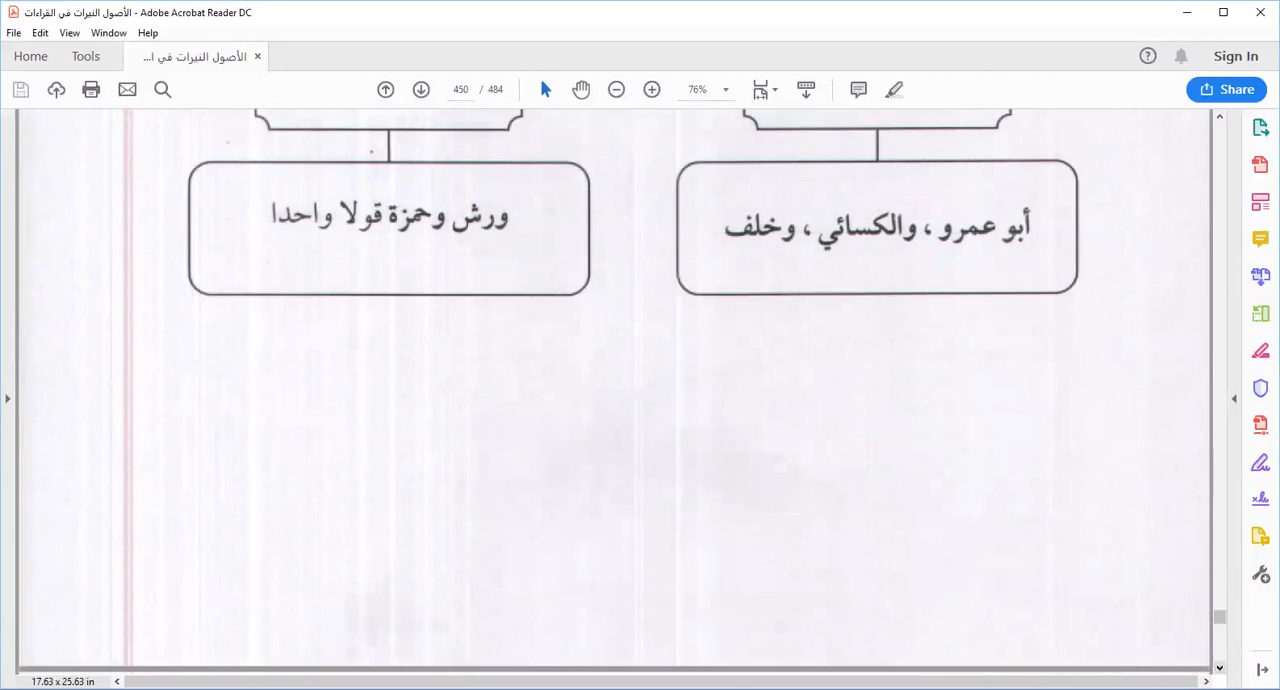 الأصول النيرات في القراءات - Adobe Acrobat Reader DC
File Edit View Window Help
Home Tools الأصول النيرات في ا... × Sign In
450 / 484 76% Share
أبو عمرو ، والكسائي ، وخلف
ورش وحمزة قولا واحدا
17.63 x 25.63 in